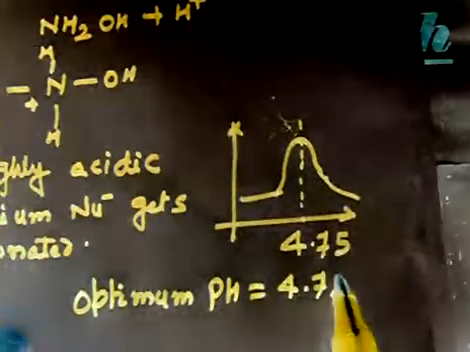 NH2 OH → H+
H
– N – OH
+
H
ghly acidic
ium Nu- gets
onated.
4.75
optimum PH = 4.7
h